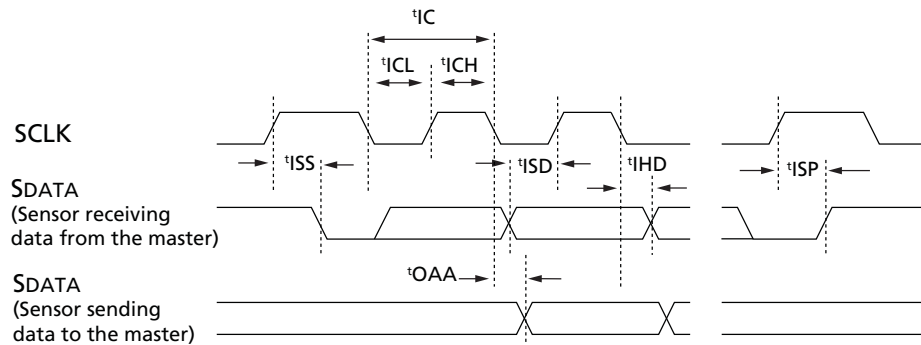 tIC
tICL tICH
SCLK
tISS tISD tIHD tISP
SDATA
(Sensor receiving
data from the master)
tOAA
SDATA
(Sensor sending
data to the master)